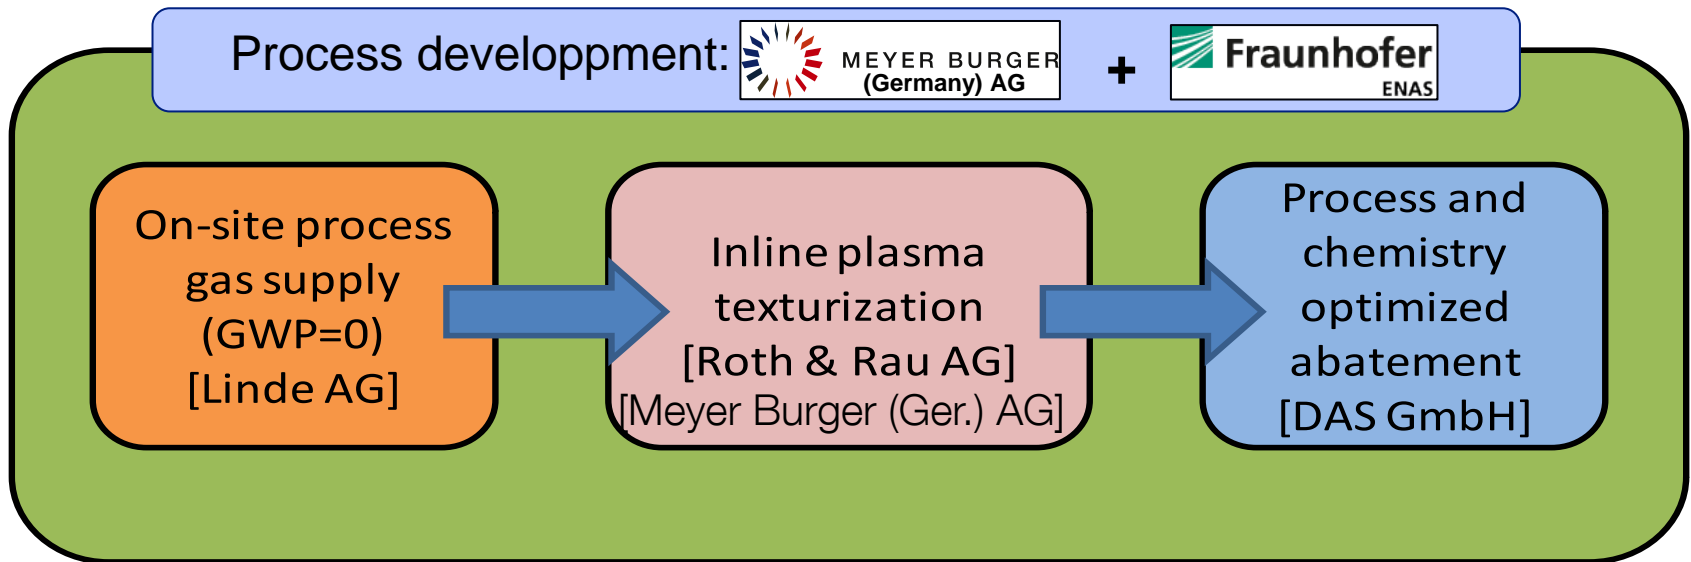 Process developpment:
MEYER BURGER
(Germany) AG
+
Fraunhofer
ENAS
On-site process
gas supply
(GWP=0)
[Linde AG]
Inline plasma
texturization
[Roth & Rau AG]
[Meyer Burger (Ger.) AG]
Process and
chemistry
optimized
abatement
[DAS GmbH]